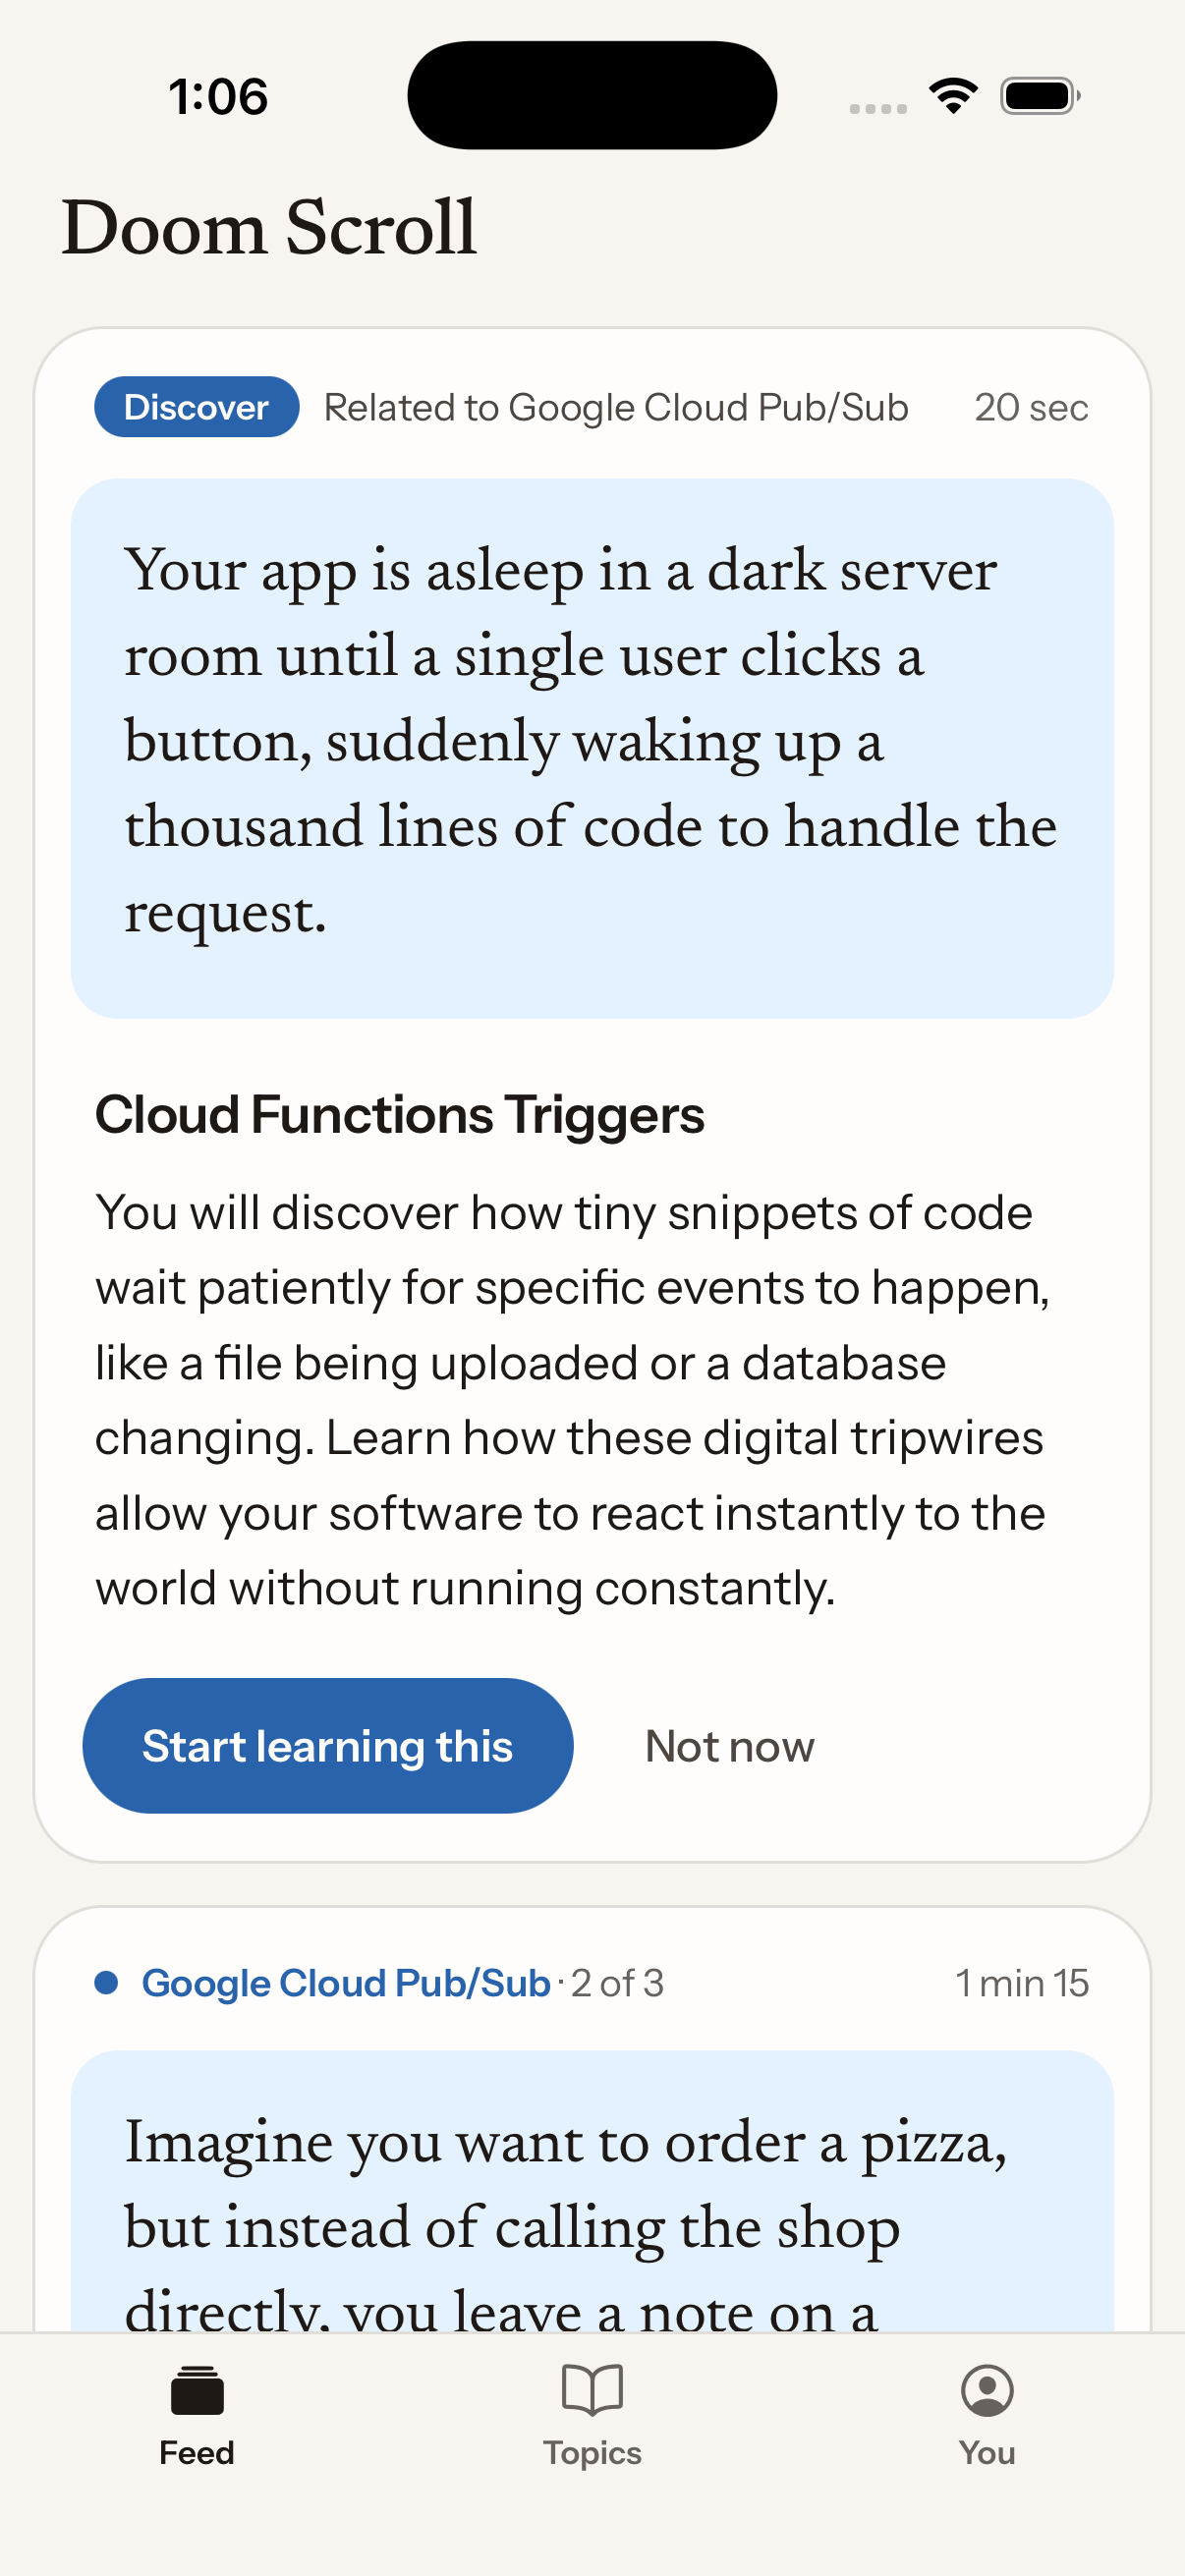 1:06
Doom Scroll
Discover Related to Google Cloud Pub/Sub 20 sec
Your app is asleep in a dark server
room until a single user clicks a
button, suddenly waking up a
thousand lines of code to handle the
request.
Cloud Functions Triggers
You will discover how tiny snippets of code
wait patiently for specific events to happen,
like a file being uploaded or a database
changing. Learn how these digital tripwires
allow your software to react instantly to the
world without running constantly.
Start learning this Not now
Google Cloud Pub/Sub · 2 of 3 1 min 15
Imagine you want to order a pizza,
but instead of calling the shop
directly, you leave a note on a
Feed Topics You